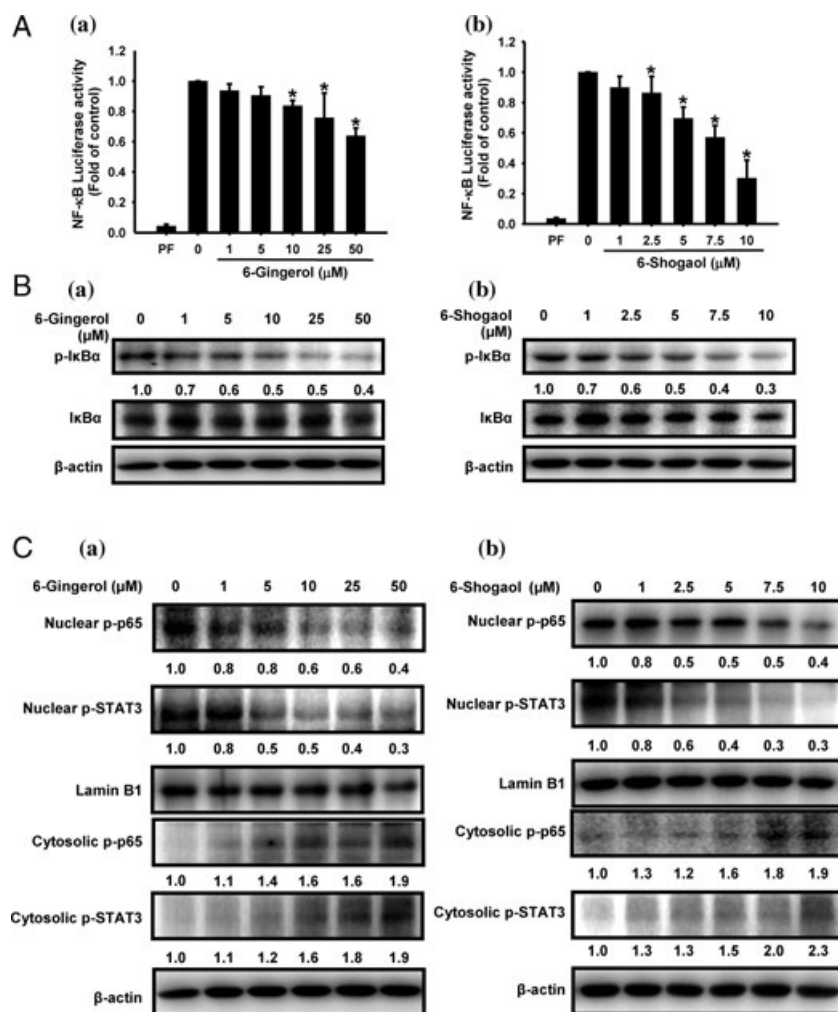 A
(a)
NF-κB Luciferase activity
(Fold of control)
1.2
1.0
0.8
0.6
0.4
0.2
0.0
* * *
PF 0 1 5 10 25 50
6-Gingerol (μM)
(b)
NF-κB Luciferase activity
(Fold of control)
1.2
1.0
0.8
0.6
0.4
0.2
0.0
* * * *
PF 0 1 2.5 5 7.5 10
6-Shogaol (μM)
B
(a)
6-Gingerol (μM) 0 1 5 10 25 50
p-IκBα
1.0 0.7 0.6 0.5 0.5 0.4
IκBα
β-actin
(b)
6-Shogaol (μM) 0 1 2.5 5 7.5 10
p-IκBα
1.0 0.7 0.6 0.5 0.4 0.3
IκBα
β-actin
C
(a)
6-Gingerol (μM) 0 1 5 10 25 50
Nuclear p-p65
1.0 0.8 0.8 0.6 0.6 0.4
Nuclear p-STAT3
1.0 0.8 0.5 0.5 0.4 0.3
Lamin B1
Cytosolic p-p65
1.0 1.1 1.4 1.6 1.6 1.9
Cytosolic p-STAT3
1.0 1.1 1.2 1.6 1.8 1.9
β-actin
(b)
6-Shogaol (μM) 0 1 2.5 5 7.5 10
Nuclear p-p65
1.0 0.8 0.5 0.5 0.5 0.4
Nuclear p-STAT3
1.0 0.8 0.6 0.4 0.3 0.3
Lamin B1
Cytosolic p-p65
1.0 1.3 1.2 1.6 1.8 1.9
Cytosolic p-STAT3
1.0 1.3 1.3 1.5 2.0 2.3
β-actin